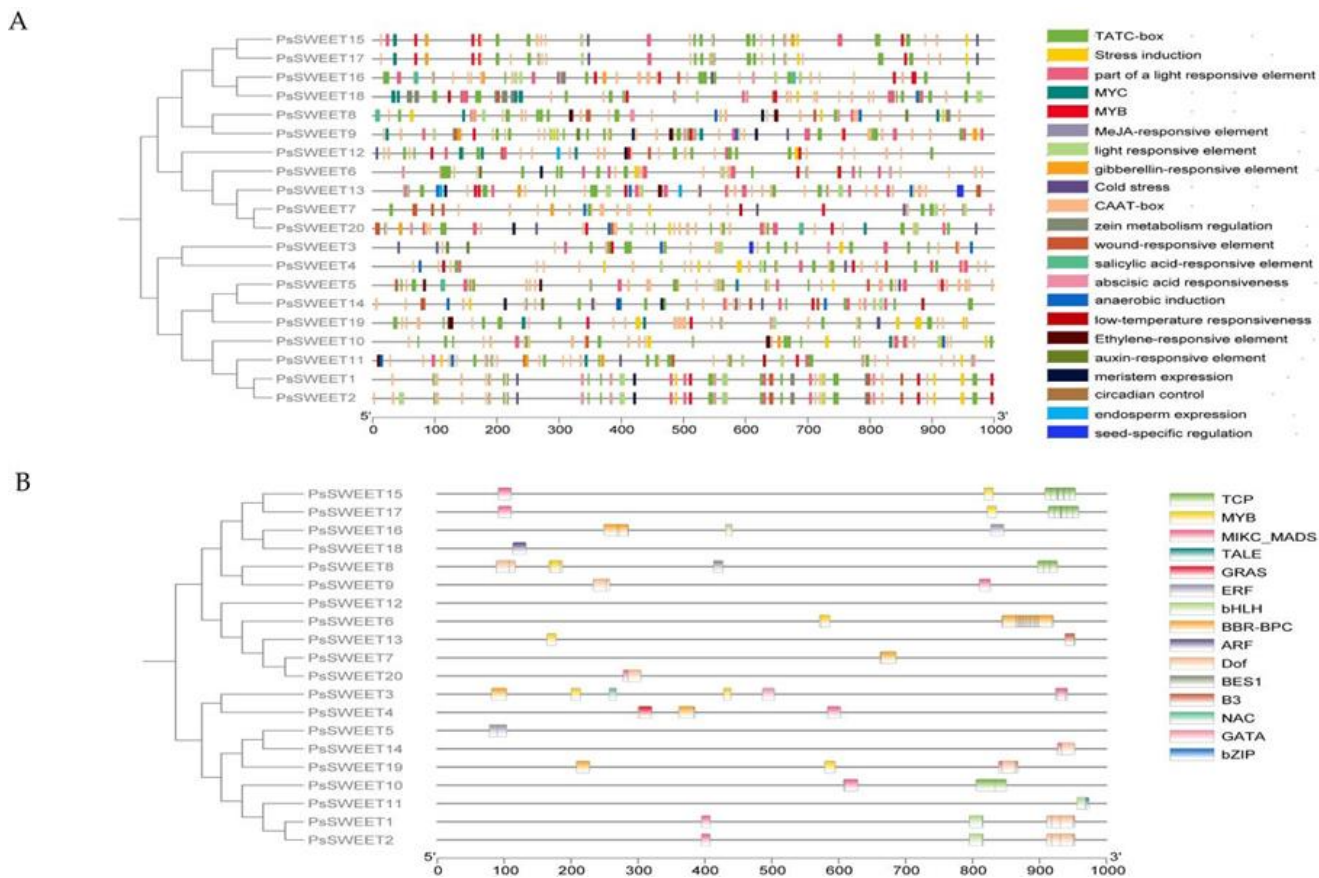 A
PsSWEET15
PsSWEET17
PsSWEET16
PsSWEET18
PsSWEET8
PsSWEET9
PsSWEET12
PsSWEET6
PsSWEET13
PsSWEET7
PsSWEET20
PsSWEET3
PsSWEET4
PsSWEET5
PsSWEET14
PsSWEET19
PsSWEET10
PsSWEET11
PsSWEET1
PsSWEET2
5' 3'
0 100 200 300 400 500 600 700 800 900 1000
TATC-box
Stress induction
part of a light responsive element
MYC
MYB
MeJA-responsive element
light responsive element
gibberellin-responsive element
Cold stress
CAAT-box
zein metabolism regulation
wound-responsive element
salicylic acid-responsive element
abscisic acid responsiveness
anaerobic induction
low-temperature responsiveness
Ethylene-responsive element
auxin-responsive element
meristem expression
circadian control
endosperm expression
seed-specific regulation
B
PsSWEET15
PsSWEET17
PsSWEET16
PsSWEET18
PsSWEET8
PsSWEET9
PsSWEET12
PsSWEET6
PsSWEET13
PsSWEET7
PsSWEET20
PsSWEET3
PsSWEET4
PsSWEET5
PsSWEET14
PsSWEET19
PsSWEET10
PsSWEET11
PsSWEET1
PsSWEET2
5' 3'
0 100 200 300 400 500 600 700 800 900 1000
TCP
MYB
MIKC_MADS
TALE
GRAS
ERF
bHLH
BBR-BPC
ARF
Dof
BES1
B3
NAC
GATA
bZIP